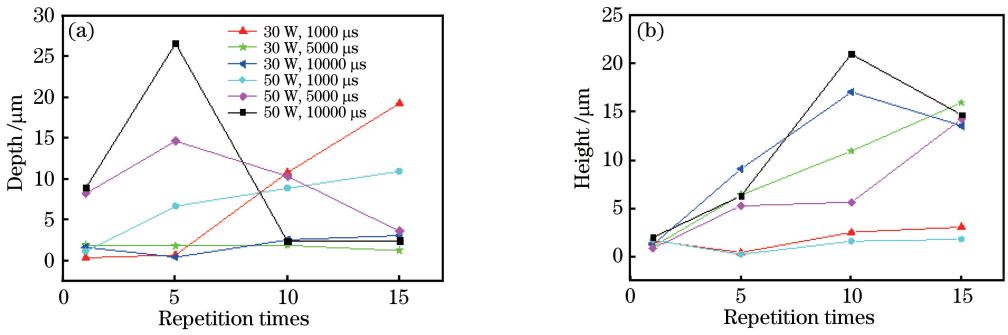 (a)
30 W, 1000 μs
30 W, 5000 μs
30 W, 10000 μs
50 W, 1000 μs
50 W, 5000 μs
50 W, 10000 μs
Depth /μm
30
25
20
15
10
5
0
0 5 10 15
Repetition times
(b)
Height /μm
25
20
15
10
5
0
0 5 10 15
Repetition times